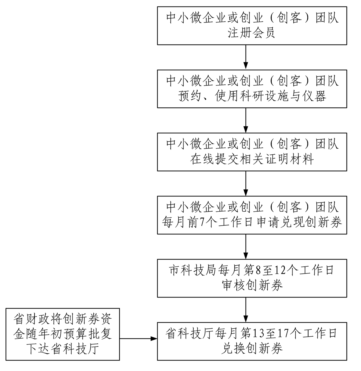 中小微企业或创业（创客）团队
注册会员
中小微企业或创业（创客）团队
预约、使用科研设施与仪器
中小微企业或创业（创客）团队
在线提交相关证明材料
中小微企业或创业（创客）团队
每月前7个工作日申请兑现创新券
市科技局每月第8至12个工作日
审核创新券
省财政将创新券资
金随年初预算批复
下达省科技厅
省科技厅每月第13至17个工作日
兑换创新券